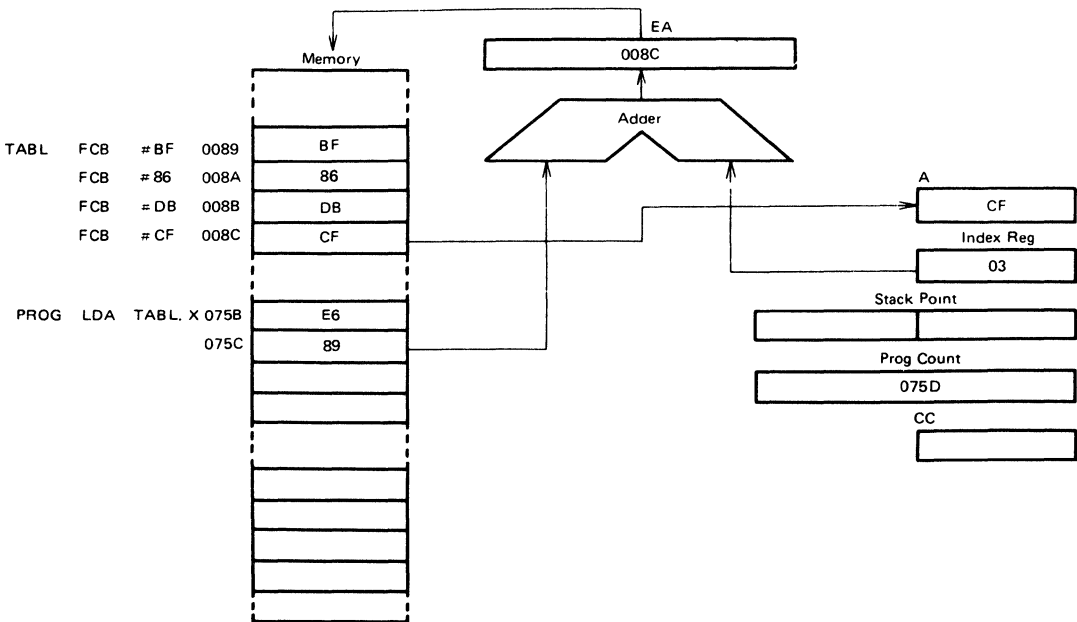 EA
008C
Memory
Adder
TABL FCB #BF 0089 BF
FCB #86 008A 86
FCB #DB 008B DB
FCB #CF 008C CF
A
CF
Index Reg
03
PROG LDA TABL. X 075B E6
075C 89
Stack Point
Prog Count
075D
CC